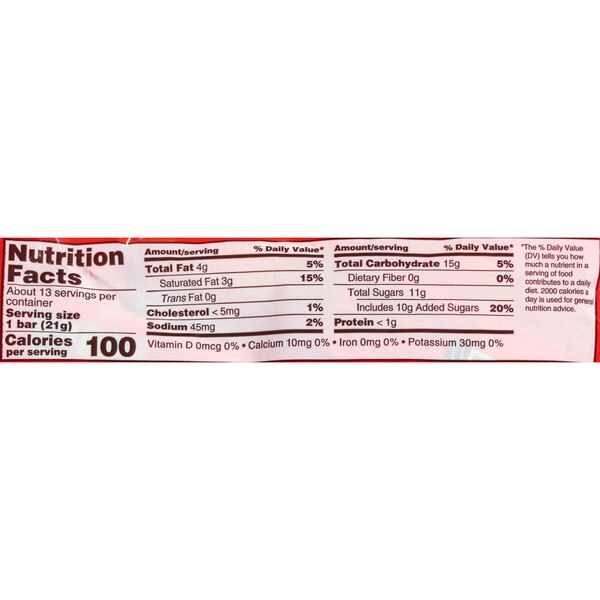 Nutrition
Facts
About 13 servings per
container
Serving size
1 bar (21g)
Calories
per serving 100
Amount/serving % Daily Value*
Total Fat 4g 5%
Saturated Fat 3g 15%
Trans Fat 0g
Cholesterol < 5mg 1%
Sodium 45mg 2%
Amount/serving % Daily Value*
Total Carbohydrate 15g 5%
Dietary Fiber 0g 0%
Total Sugars 11g
Includes 10g Added Sugars 20%
Protein < 1g
Vitamin D 0mcg 0% • Calcium 10mg 0% • Iron 0mg 0% • Potassium 30mg 0%
*The % Daily Value
(DV) tells you how
much a nutrient in a
serving of food
contributes to a daily
diet. 2000 calories a
day is used for general
nutrition advice.